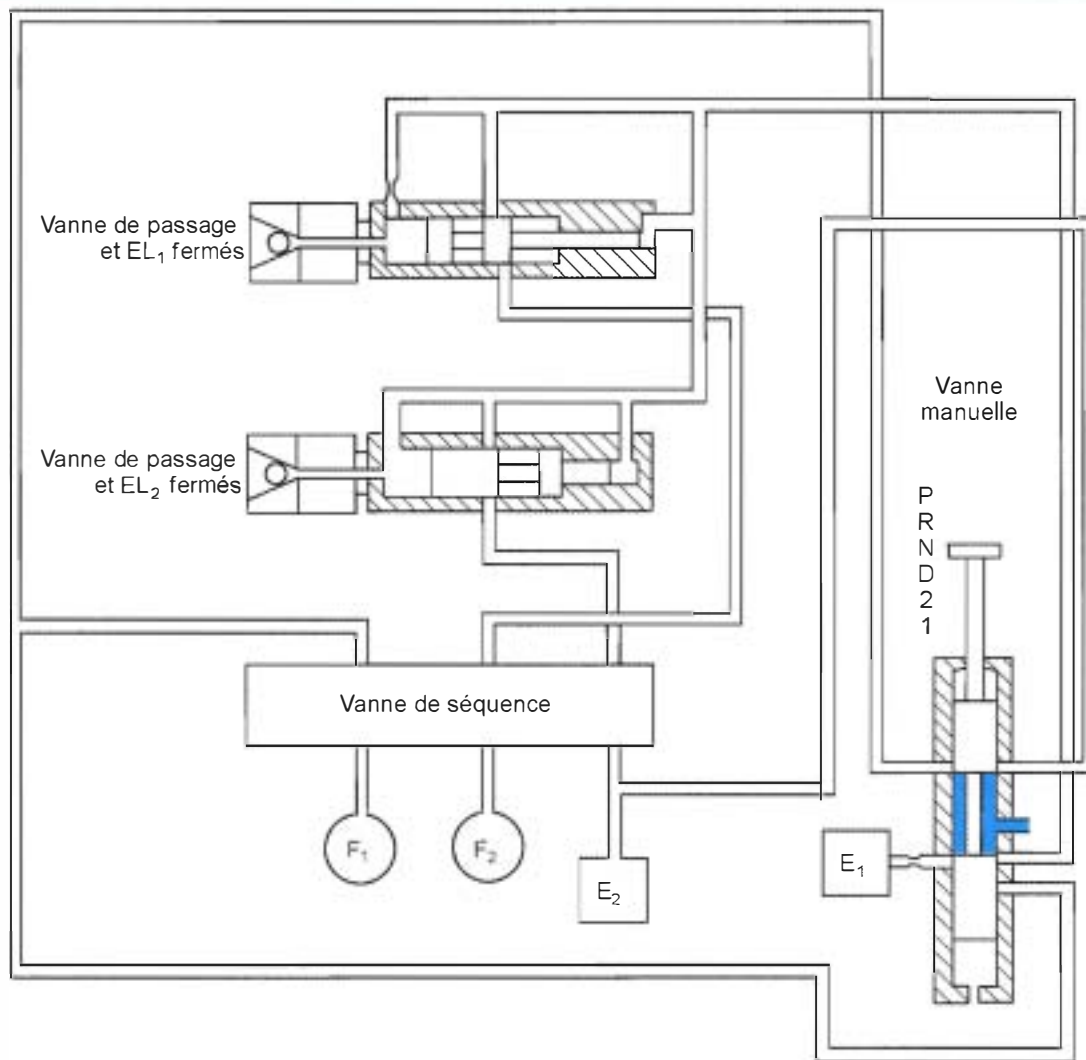 Vanne de passage
et EL₁ fermés
Vanne de passage
et EL₂ fermés
Vanne
manuelle
P
R
N
D
2
1
Vanne de séquence
F₁
F₂
E₂
E₁